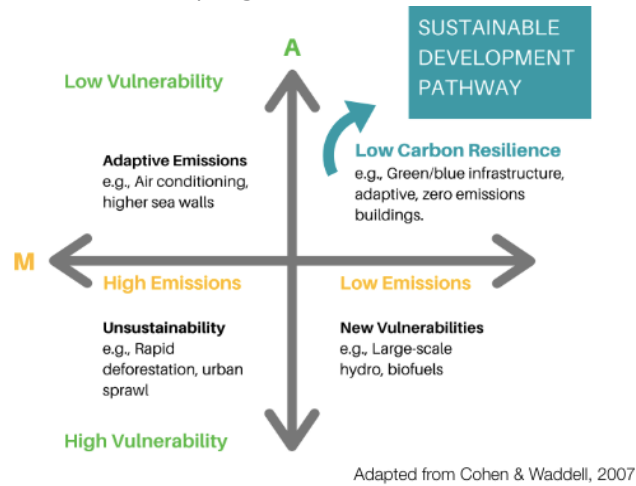 SUSTAINABLE
DEVELOPMENT
PATHWAY
A
Low Vulnerability
Adaptive Emissions
e.g., Air conditioning,
higher sea walls
Low Carbon Resilience
e.g., Green/blue infrastructure,
adaptive, zero emissions
buildings.
M
High Emissions
Low Emissions
Unsustainability
e.g., Rapid
deforestation, urban
sprawl
New Vulnerabilities
e.g., Large-scale
hydro, biofuels
High Vulnerability
Adapted from Cohen & Waddell, 2007